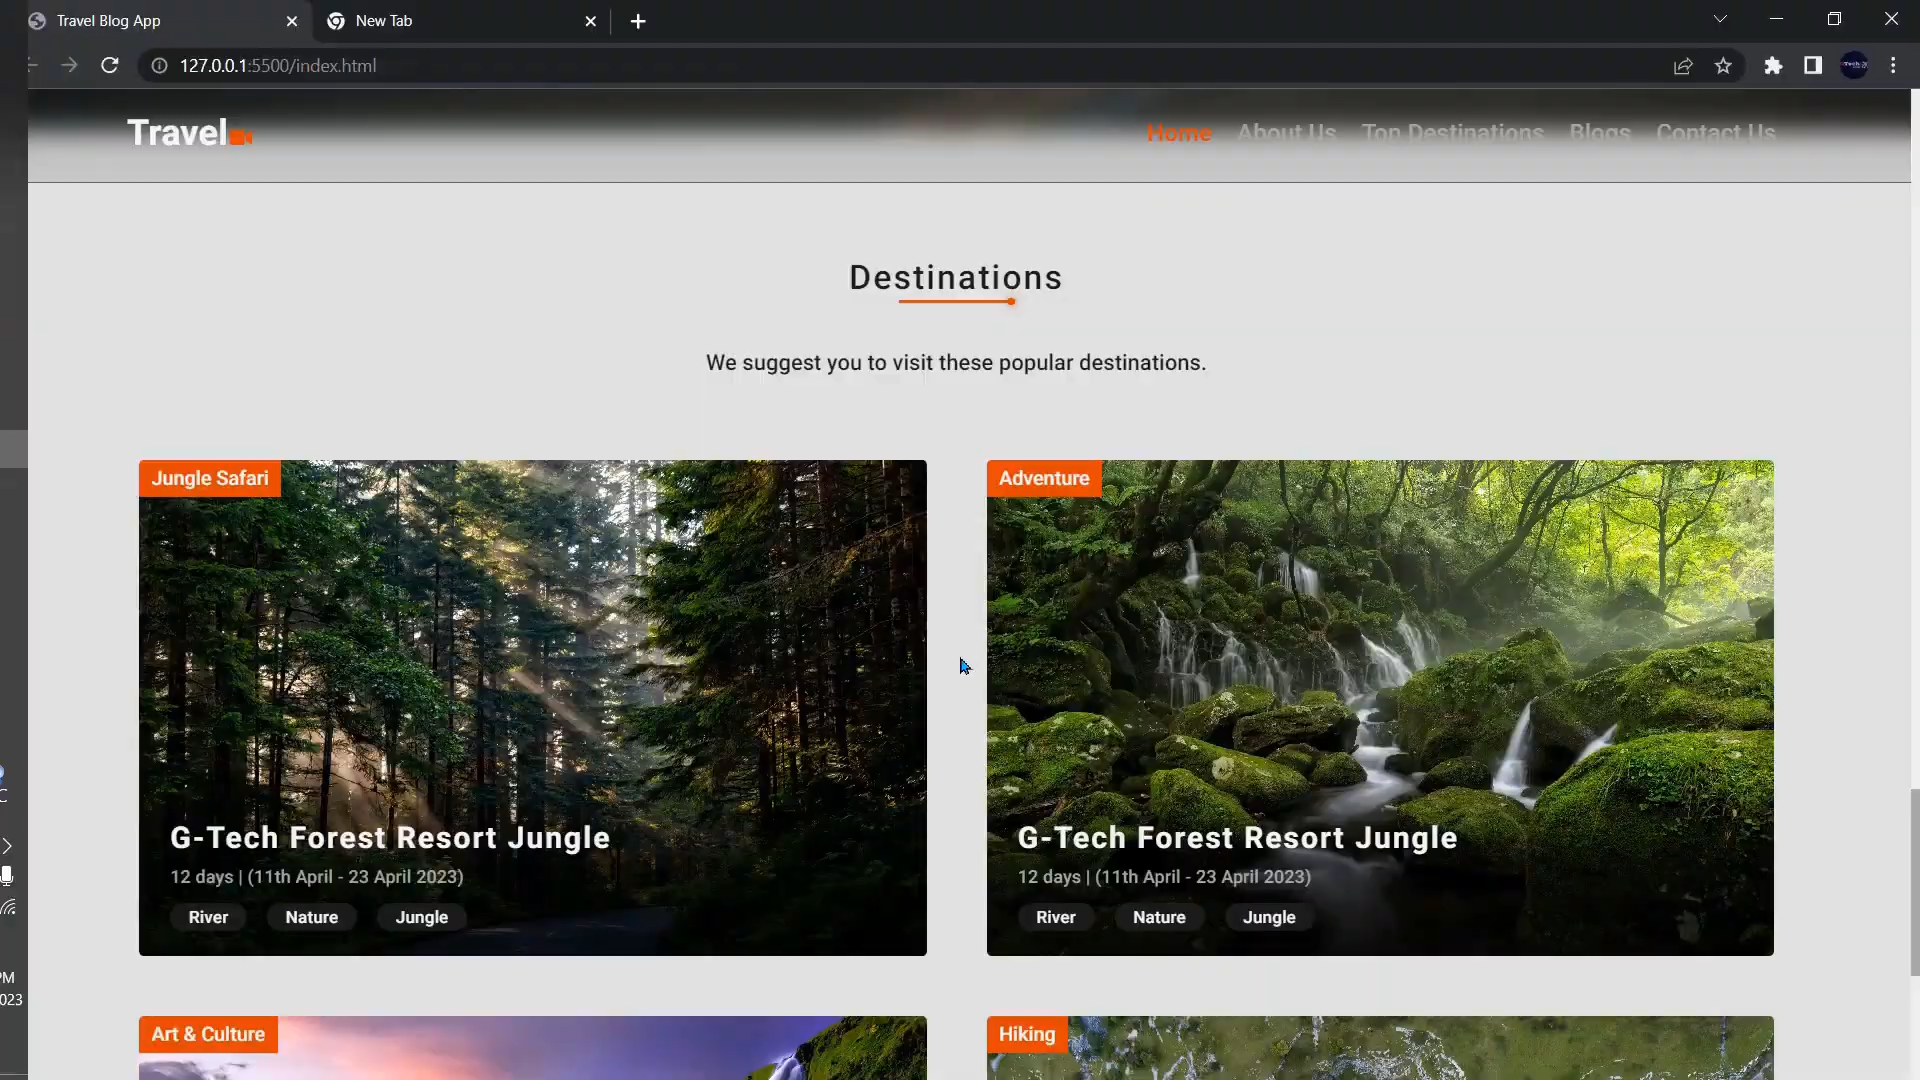 Travel Blog App
New Tab
127.0.0.1:5500/index.html
Travel
Home About Us Top Destinations Blogs Contact Us
Destinations
We suggest you to visit these popular destinations.
Jungle Safari
G-Tech Forest Resort Jungle
12 days | (11th April - 23 April 2023)
River Nature Jungle
Adventure
G-Tech Forest Resort Jungle
12 days | (11th April - 23 April 2023)
River Nature Jungle
Art & Culture
Hiking
PM
023